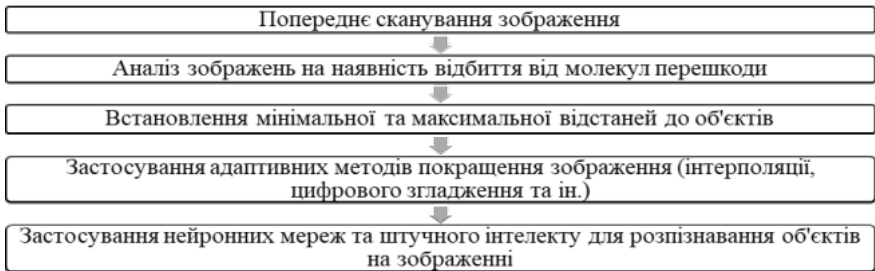 Попереднє сканування зображення
Аналіз зображень на наявність відбиття від молекул перешкоди
Встановлення мінімальної та максимальної відстаней до об'єктів
Застосування адаптивних методів покращення зображення (інтерполяції,
цифрового згладження та ін.)
Застосування нейронних мереж та штучного інтелекту для розпізнавання об'єктів
на зображенні